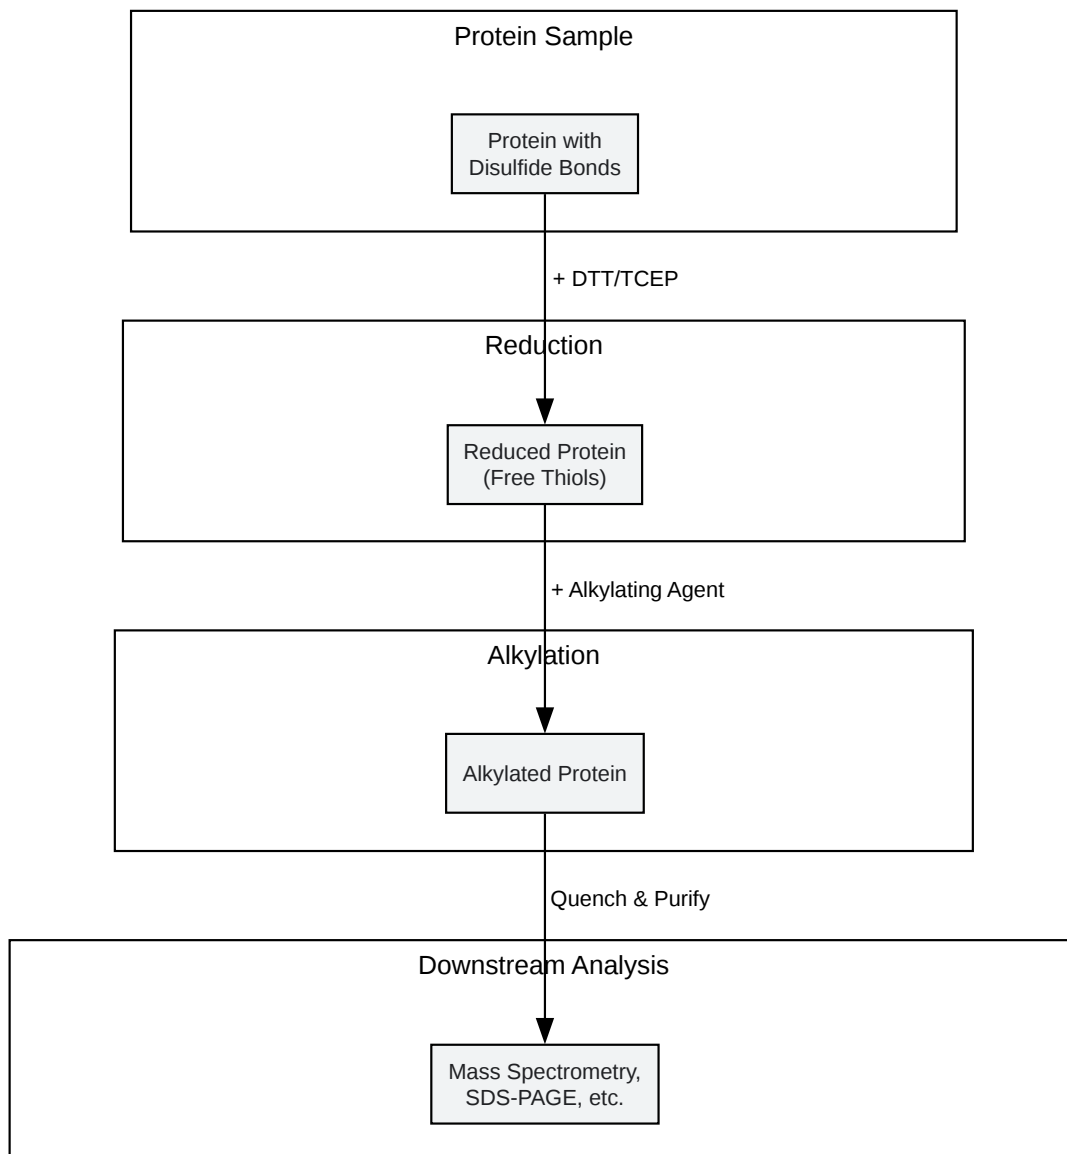 Protein Sample
Protein with
Disulfide Bonds
+ DTT/TCEP
Reduction
Reduced Protein
(Free Thiols)
+ Alkylating Agent
Alkylation
Alkylated Protein
Quench & Purify
Downstream Analysis
Mass Spectrometry,
SDS-PAGE, etc.